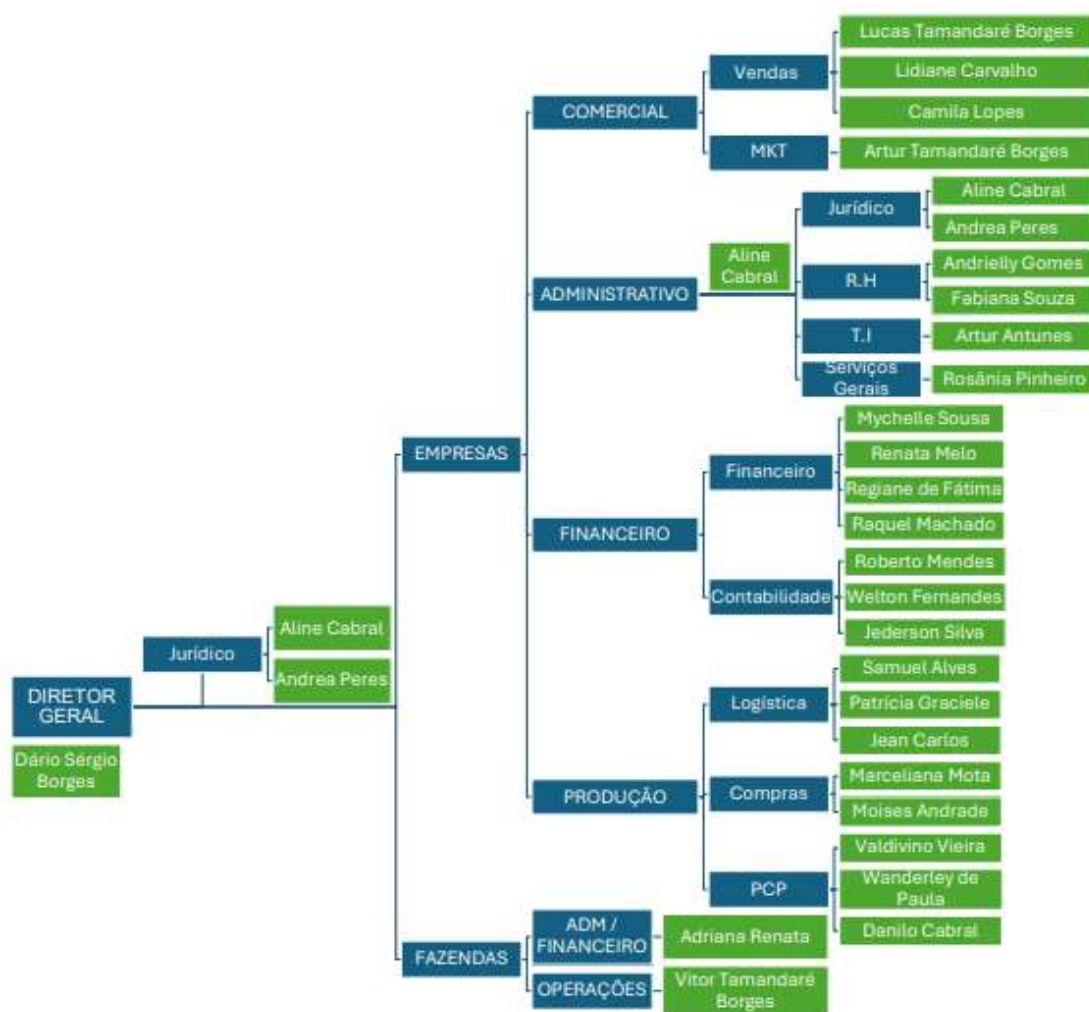 DIRETOR
GERAL
Dário Sérgio
Borges
Jurídico
Aline Cabral
Andrea Peres
EMPRESAS
COMERCIAL
Vendas
Lucas Tamandaré Borges
Lidiane Carvalho
Camila Lopes
MKT
Artur Tamandaré Borges
ADMINISTRATIVO
Aline
Cabral
Jurídico
Aline Cabral
Andrea Peres
R.H
Andrielly Gomes
Fabiana Souza
T.I
Artur Antunes
Serviços
Gerais
Rosânia Pinheiro
FINANCEIRO
Financeiro
Mychelle Sousa
Renata Melo
Regiane de Fátima
Raquel Machado
Contabilidade
Roberto Mendes
Welton Fernandes
Jederson Silva
PRODUÇÃO
Logística
Samuel Alves
Patrícia Graciele
Jean Carlos
Compras
Marceliana Mota
Moises Andrade
PCP
Valdivino Vieira
Wanderley de
Paula
Danilo Cabral
FAZENDAS
ADM /
FINANCEIRO
Adriana Renata
OPERAÇÕES
Vitor Tamandaré
Borges